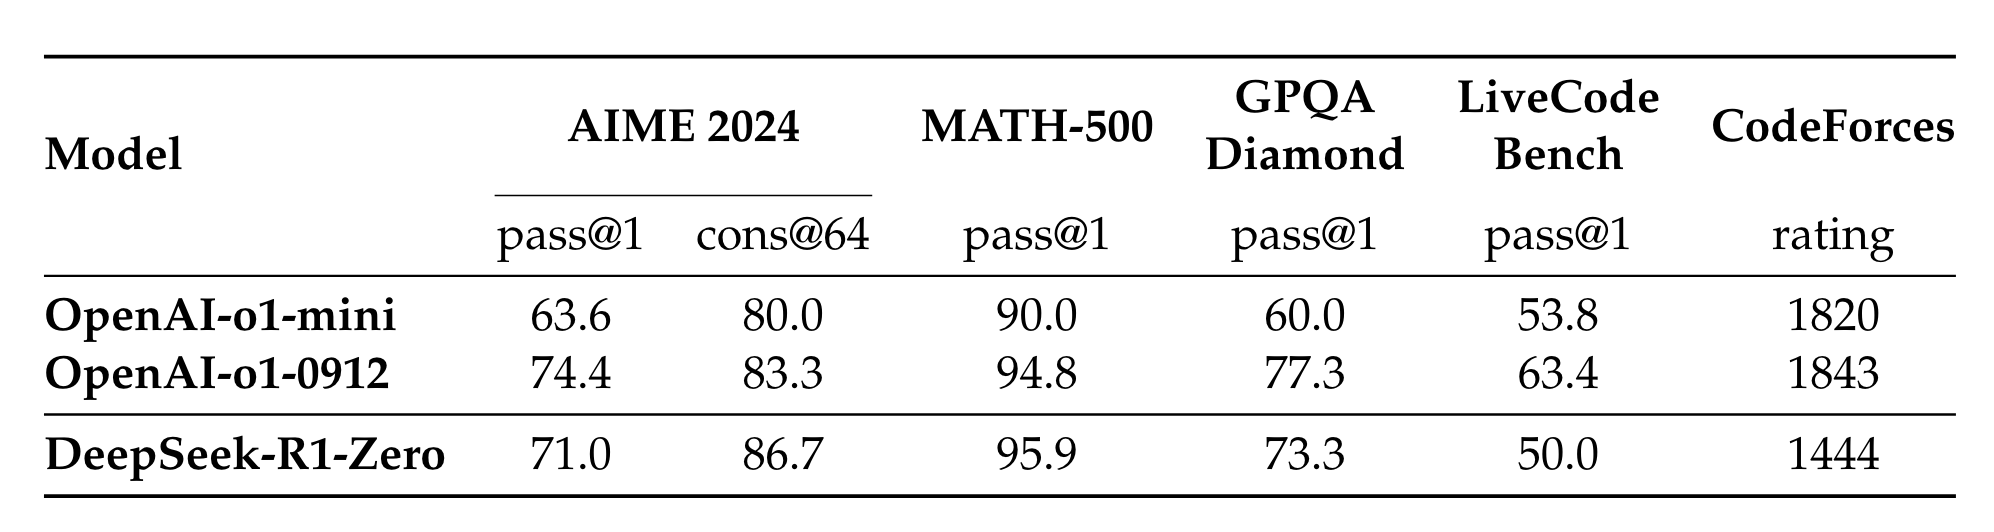 Model AIME 2024 MATH-500 GPQA Diamond LiveCode Bench CodeForces
pass@1 cons@64 pass@1 pass@1 pass@1 rating
OpenAI-o1-mini 63.6 80.0 90.0 60.0 53.8 1820
OpenAI-o1-0912 74.4 83.3 94.8 77.3 63.4 1843
DeepSeek-R1-Zero 71.0 86.7 95.9 73.3 50.0 1444